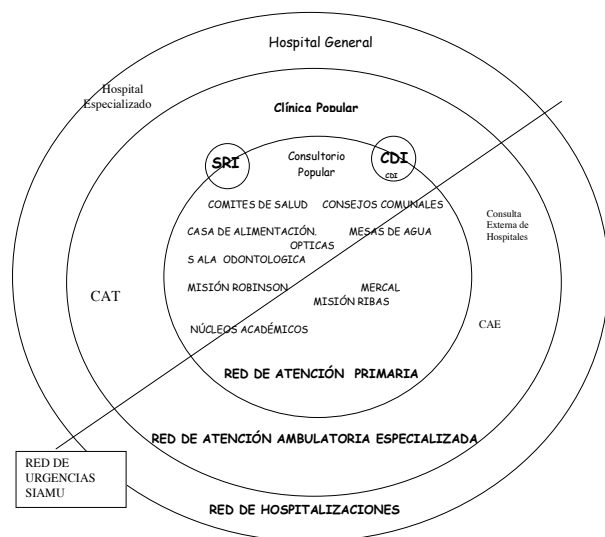 Hospital General
Hospital
Especializado
Clínica Popular
SRI
Consultorio
Popular
CDI
CDI
COMITES DE SALUD
CONSEJOS COMUNALES
Consulta
Externa de
Hospitales
CASA DE ALIMENTACIÓN.
MESAS DE AGUA
OPTICAS
S ALA ODONTOLOGICA
CAT
MISIÓN ROBINSON
MERCAL
MISIÓN RIBAS
NÚCLEOS ACADÉMICOS
CAE
RED DE ATENCIÓN PRIMARIA
RED DE ATENCIÓN AMBULATORIA ESPECIALIZADA
RED DE
URGENCIAS
SIAMU
RED DE HOSPITALIZACIONES